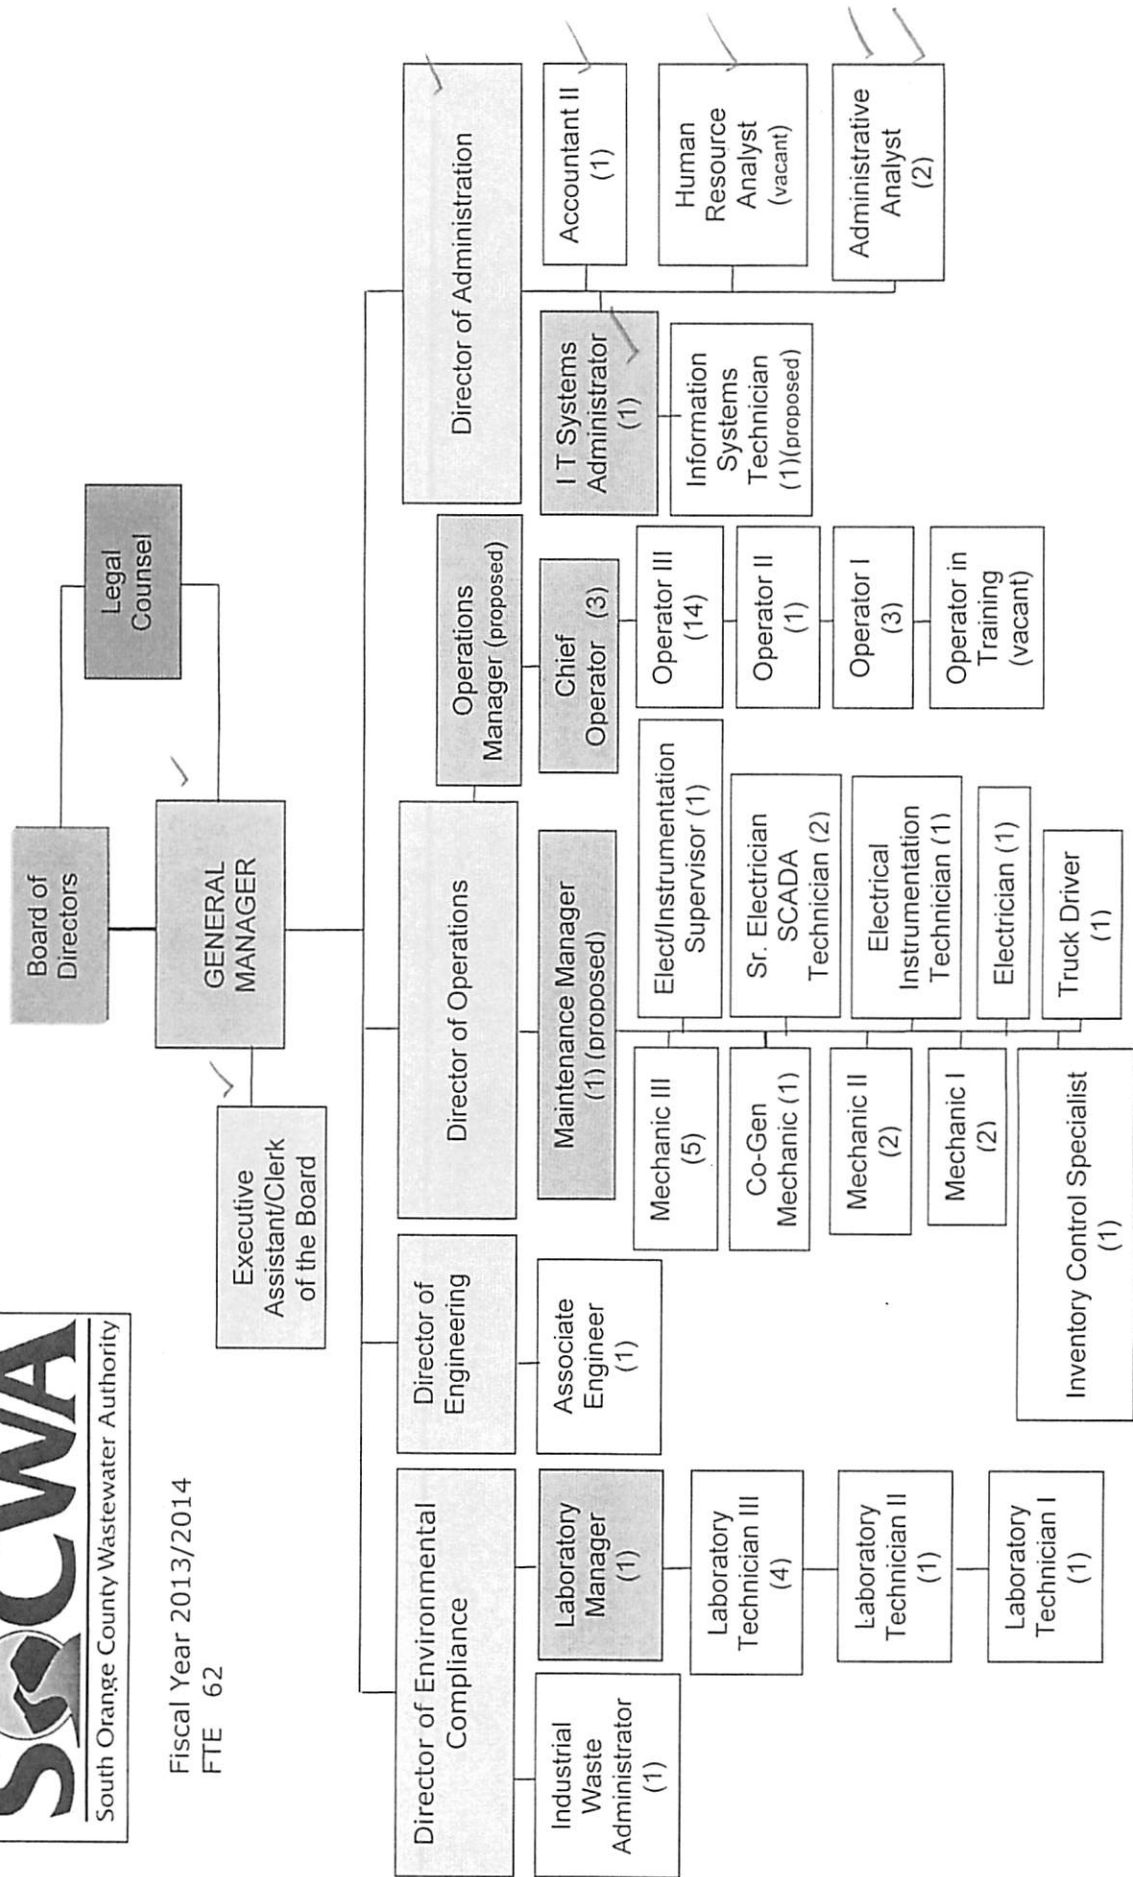 SOCWA
South Orange County Wastewater Authority
Fiscal Year 2013/2014
FTE 62
Board of
Directors
Legal
Counsel
GENERAL
MANAGER
Executive
Assistant/Clerk
of the Board
Director of Environmental
Compliance
Industrial
Waste
Administrator
(1)
Laboratory
Manager
(1)
Laboratory
Technician III
(4)
Laboratory
Technician II
(1)
Laboratory
Technician I
(1)
Director of
Engineering
Associate
Engineer
(1)
Director of Operations
Maintenance Manager
(1) (proposed)
Mechanic III
(5)
Co-Gen
Mechanic (1)
Mechanic II
(2)
Mechanic I
(2)
Inventory Control Specialist
(1)
Elect/Instrumentation
Supervisor (1)
Sr. Electrician
SCADA
Technician (2)
Electrical
Instrumentation
Technician (1)
Electrician (1)
Truck Driver
(1)
Operations
Manager (proposed)
Chief
Operator (3)
Operator III
(14)
Operator II
(1)
Operator I
(3)
Operator in
Training
(vacant)
Director of Administration
I T Systems
Administrator
(1)
Information
Systems
Technician
(1)(proposed)
Accountant II
(1)
Human
Resource
Analyst
(vacant)
Administrative
Analyst
(2)